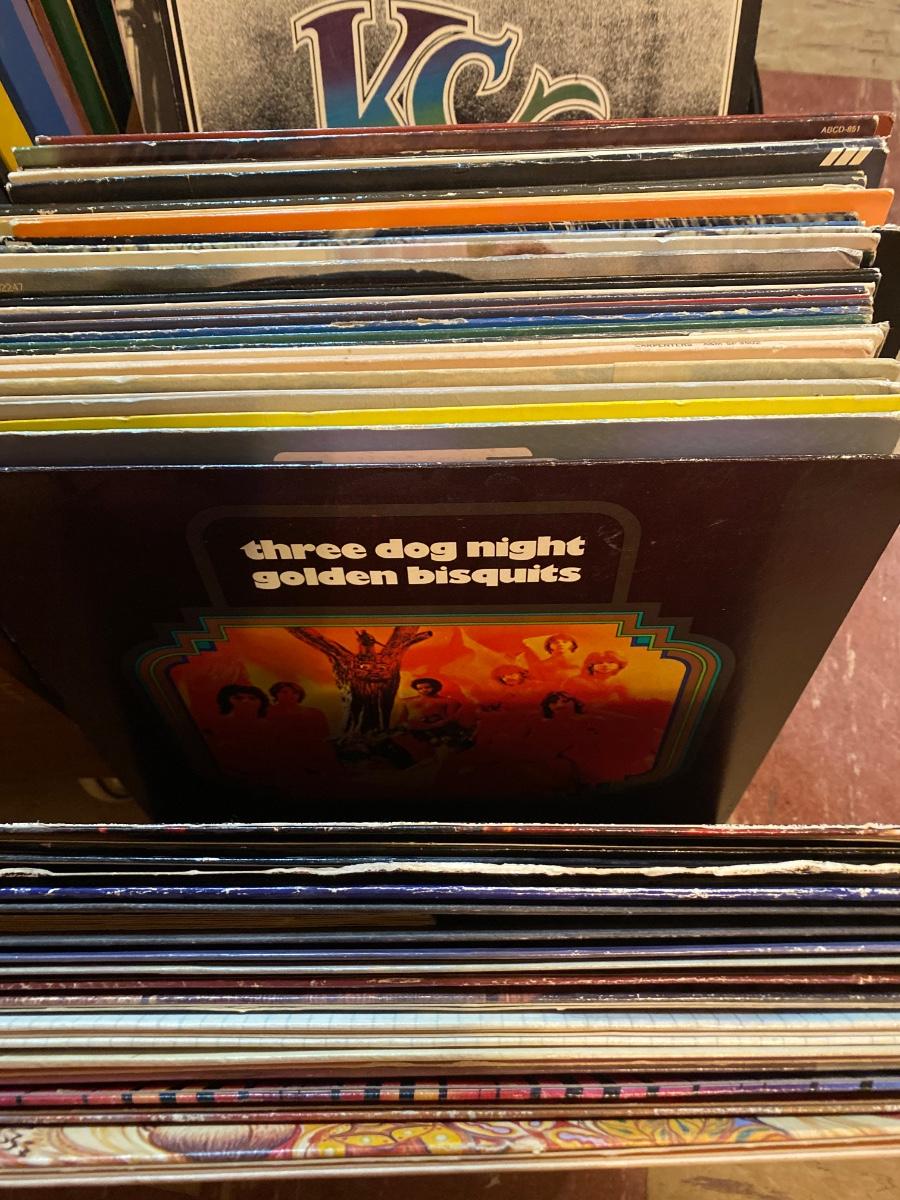 KC
ABCD-891
CARPENTERS
three dog night
golden bisquits